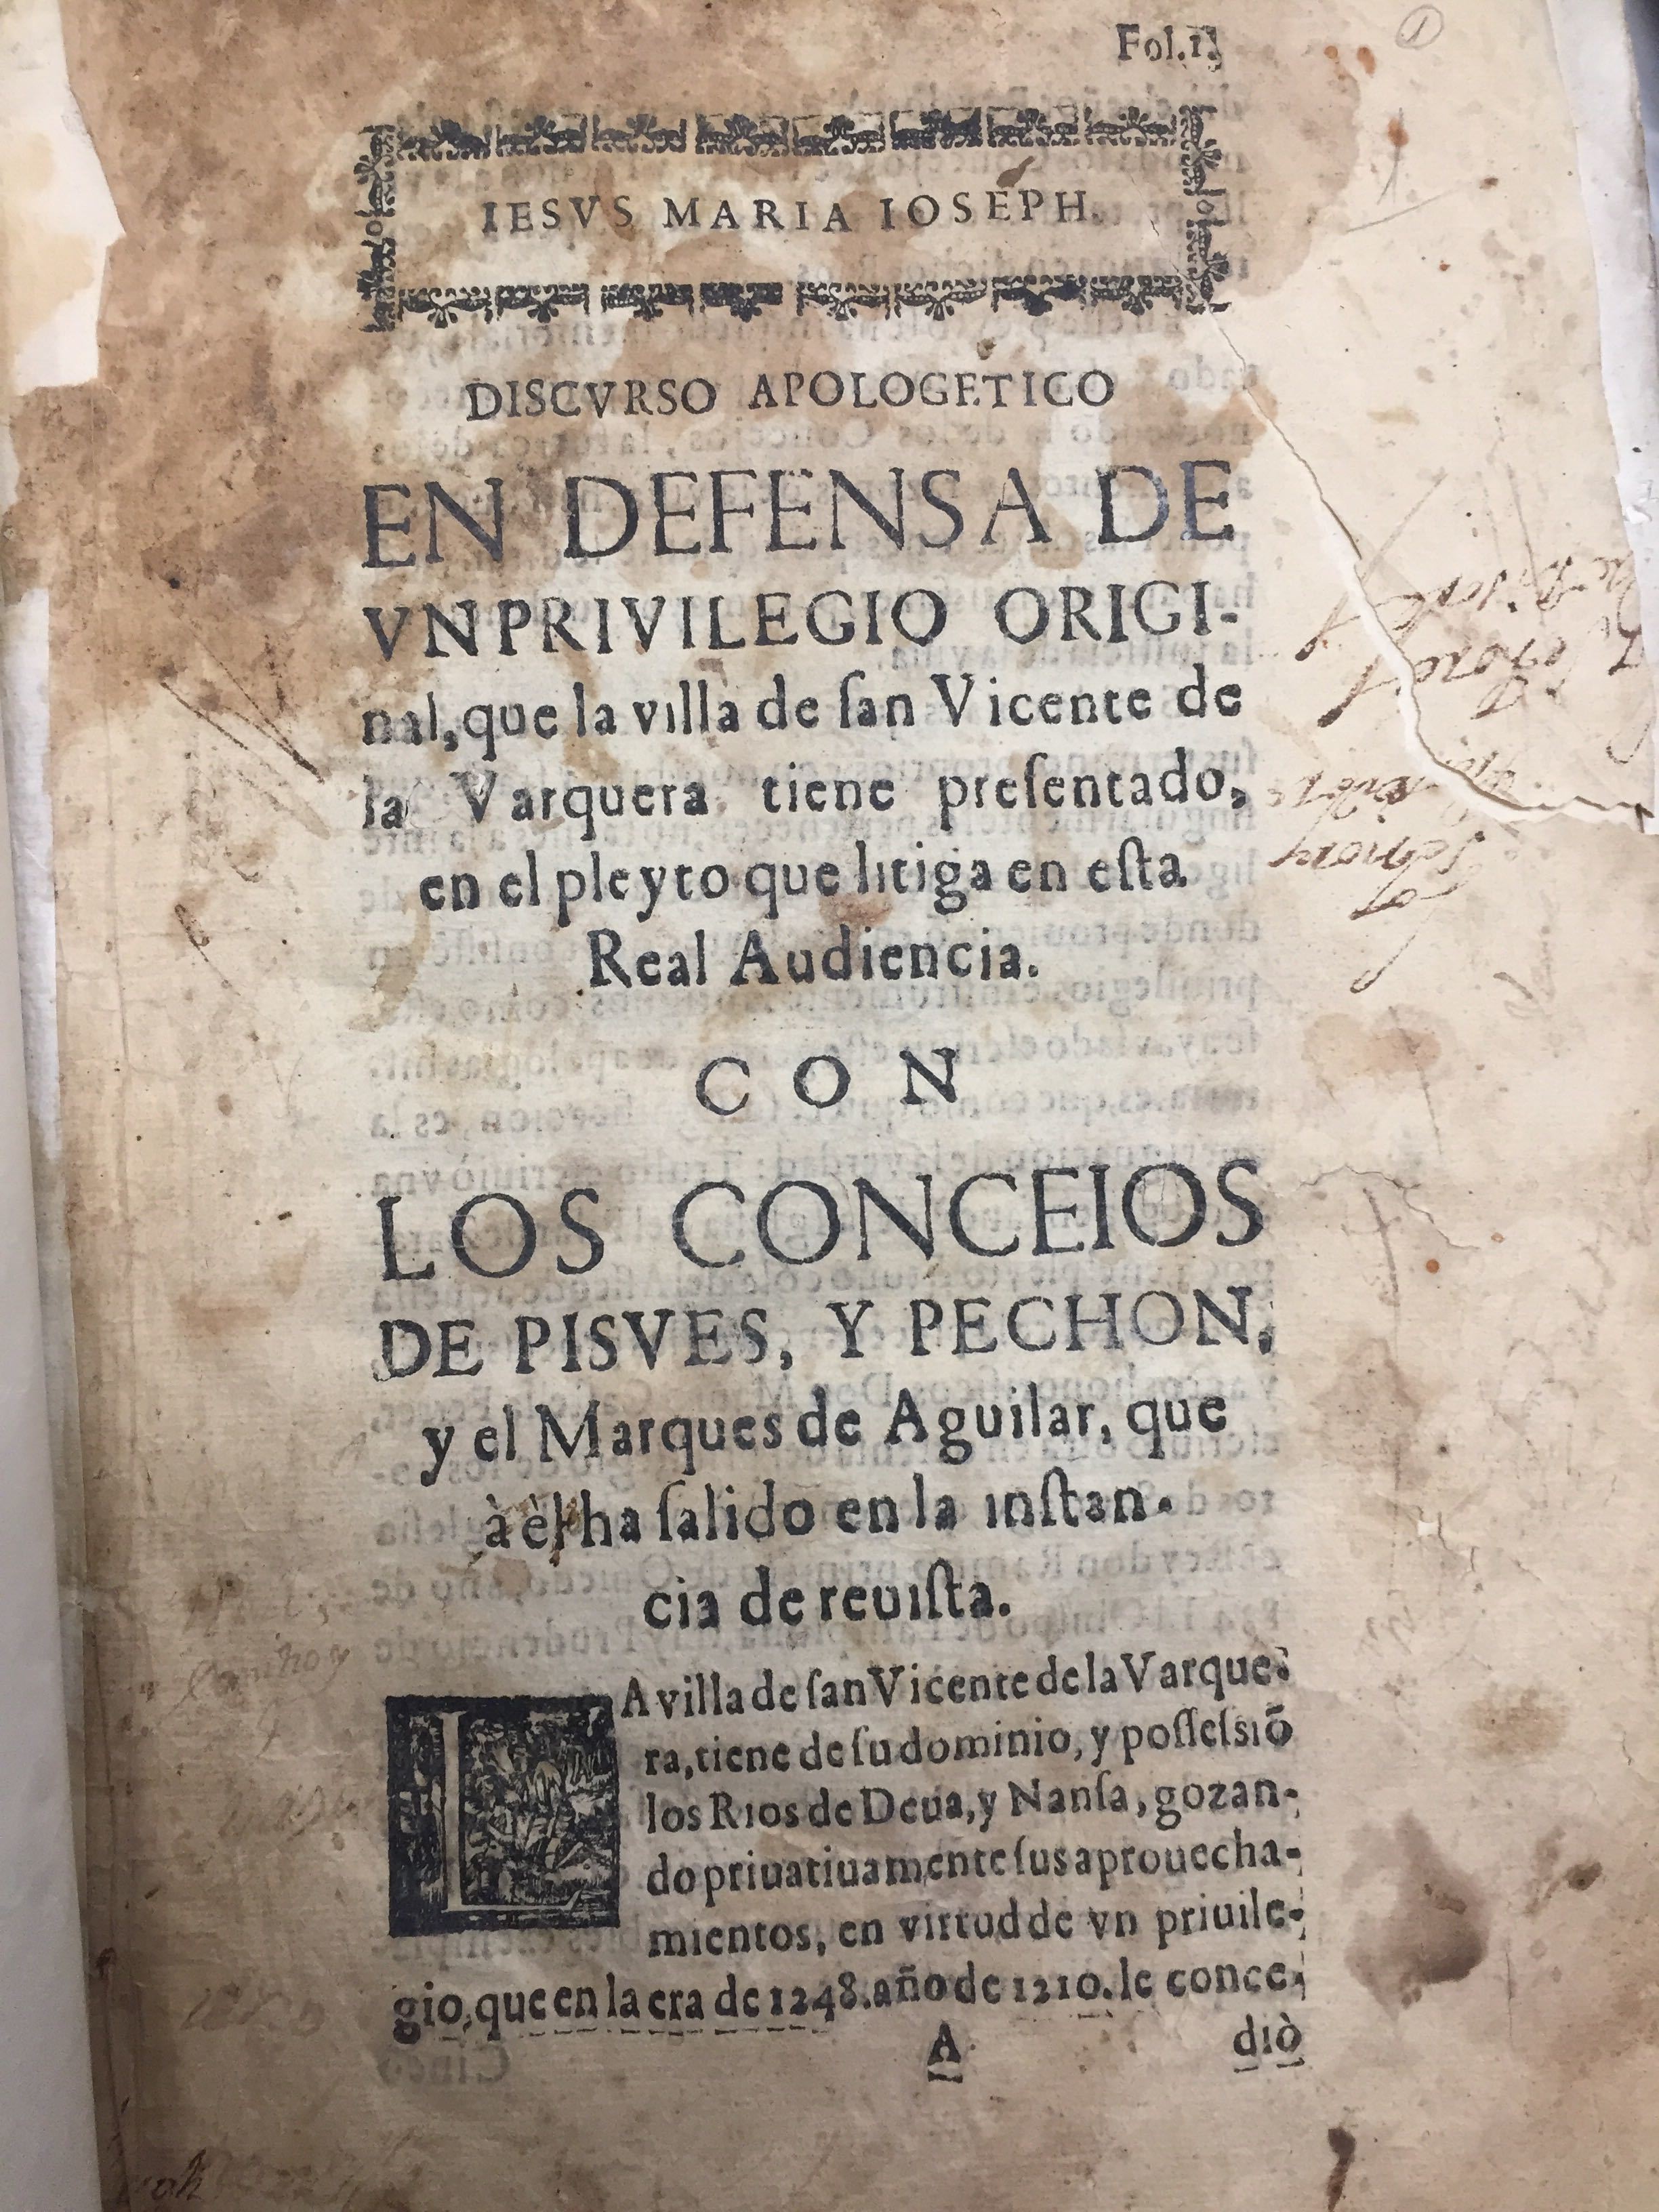 Fol.1.
1
IESVS MARIA IOSEPH.
DISCVRSO APOLOGETICO
EN DEFENSA DE
VN PRIVILEGIO ORIGI-
nal, que la villa de ſan Vicente de
la Varquera tiene preſentado,
en el pleyto que litiga en eſta
Real Audiencia.
CON
LOS CONCEIOS
DE PISVES, Y PECHON,
y el Marques de Aguilar, que
à èl ha ſalido en la inſtan-
cia de reuiſta.
LA villa de ſan Vicente de la Varque-
ra, tiene de ſu dominio, y poſſeſsiõ
los Rios de Deua, y Nanſa, gozan-
do priuatiuamente ſus aprouecha-
mientos, en virtud de vn priuile-
gio, que en la era de 1248. año de 1210. le conce-
A diò